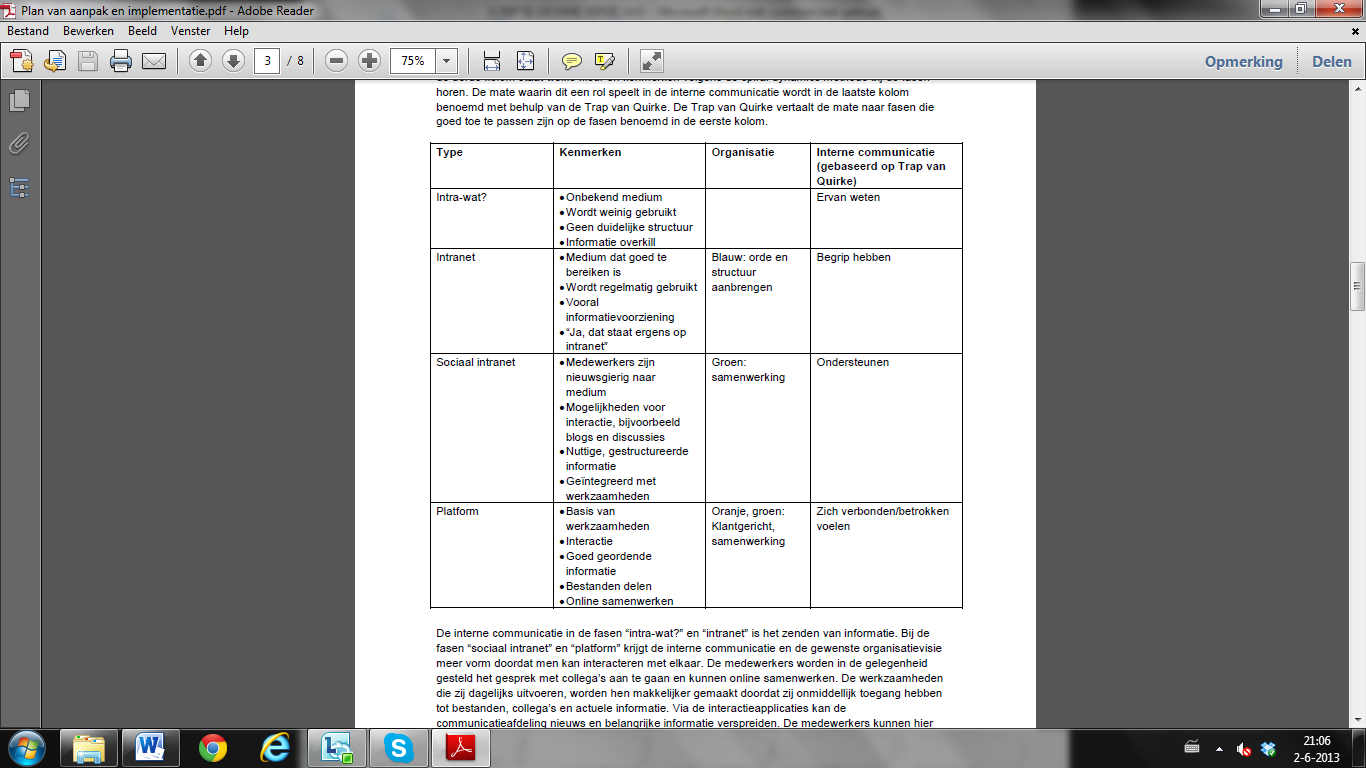 Plan van aanpak en implementatie.pdf - Adobe Reader
Bestand Bewerken Beeld Venster Help
3 / 8 75% Opmerking Delen
horen. De mate waarin dit een rol speelt in de interne communicatie wordt in de laatste kolom
benoemd met behulp van de Trap van Quirke. De Trap van Quirke vertaalt de mate naar fasen die
goed toe te passen zijn op de fasen benoemd in de eerste kolom.
Type Kenmerken Organisatie Interne communicatie
(gebaseerd op Trap van
Quirke)
Intra-wat? •Onbekend medium Ervan weten
•Wordt weinig gebruikt
•Geen duidelijke structuur
•Informatie overkill
Intranet •Medium dat goed te Blauw: orde en Begrip hebben
bereiken is structuur
•Wordt regelmatig gebruikt aanbrengen
•Vooral
informatievoorziening
•“Ja, dat staat ergens op
intranet”
Sociaal intranet •Medewerkers zijn Groen: Ondersteunen
nieuwsgierig naar samenwerking
medium
•Mogelijkheden voor
interactie, bijvoorbeeld
blogs en discussies
•Nuttige, gestructureerde
informatie
•Geïntegreerd met
werkzaamheden
Platform •Basis van Oranje, groen: Zich verbonden/betrokken
werkzaamheden Klantgericht, voelen
•Interactie samenwerking
•Goed geordende
informatie
•Bestanden delen
•Online samenwerken
De interne communicatie in de fasen “intra-wat?” en “intranet” is het zenden van informatie. Bij de
fasen “sociaal intranet” en “platform” krijgt de interne communicatie en de gewenste organisatievisie
meer vorm doordat men kan interacteren met elkaar. De medewerkers worden in de gelegenheid
gesteld het gesprek met collega’s aan te gaan en kunnen online samenwerken. De werkzaamheden
die zij dagelijks uitvoeren, worden hen makkelijker gemaakt doordat zij onmiddellijk toegang hebben
tot bestanden, collega’s en actuele informatie. Via de interactieapplicaties kan de
communicatieafdeling nieuws en belangrijke informatie verspreiden. De medewerkers kunnen hier
21:06
2-6-2013